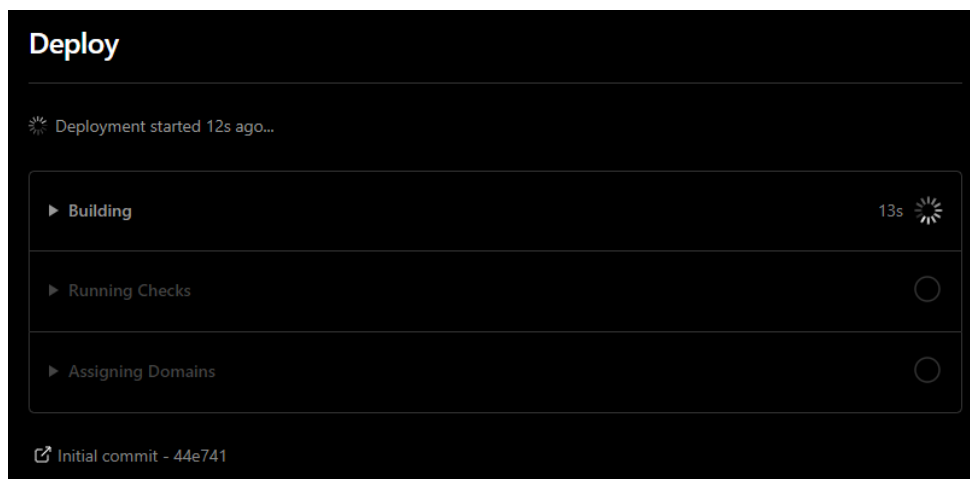 Deploy
Deployment started 12s ago...
Building 13s
Running Checks
Assigning Domains
Initial commit - 44e741